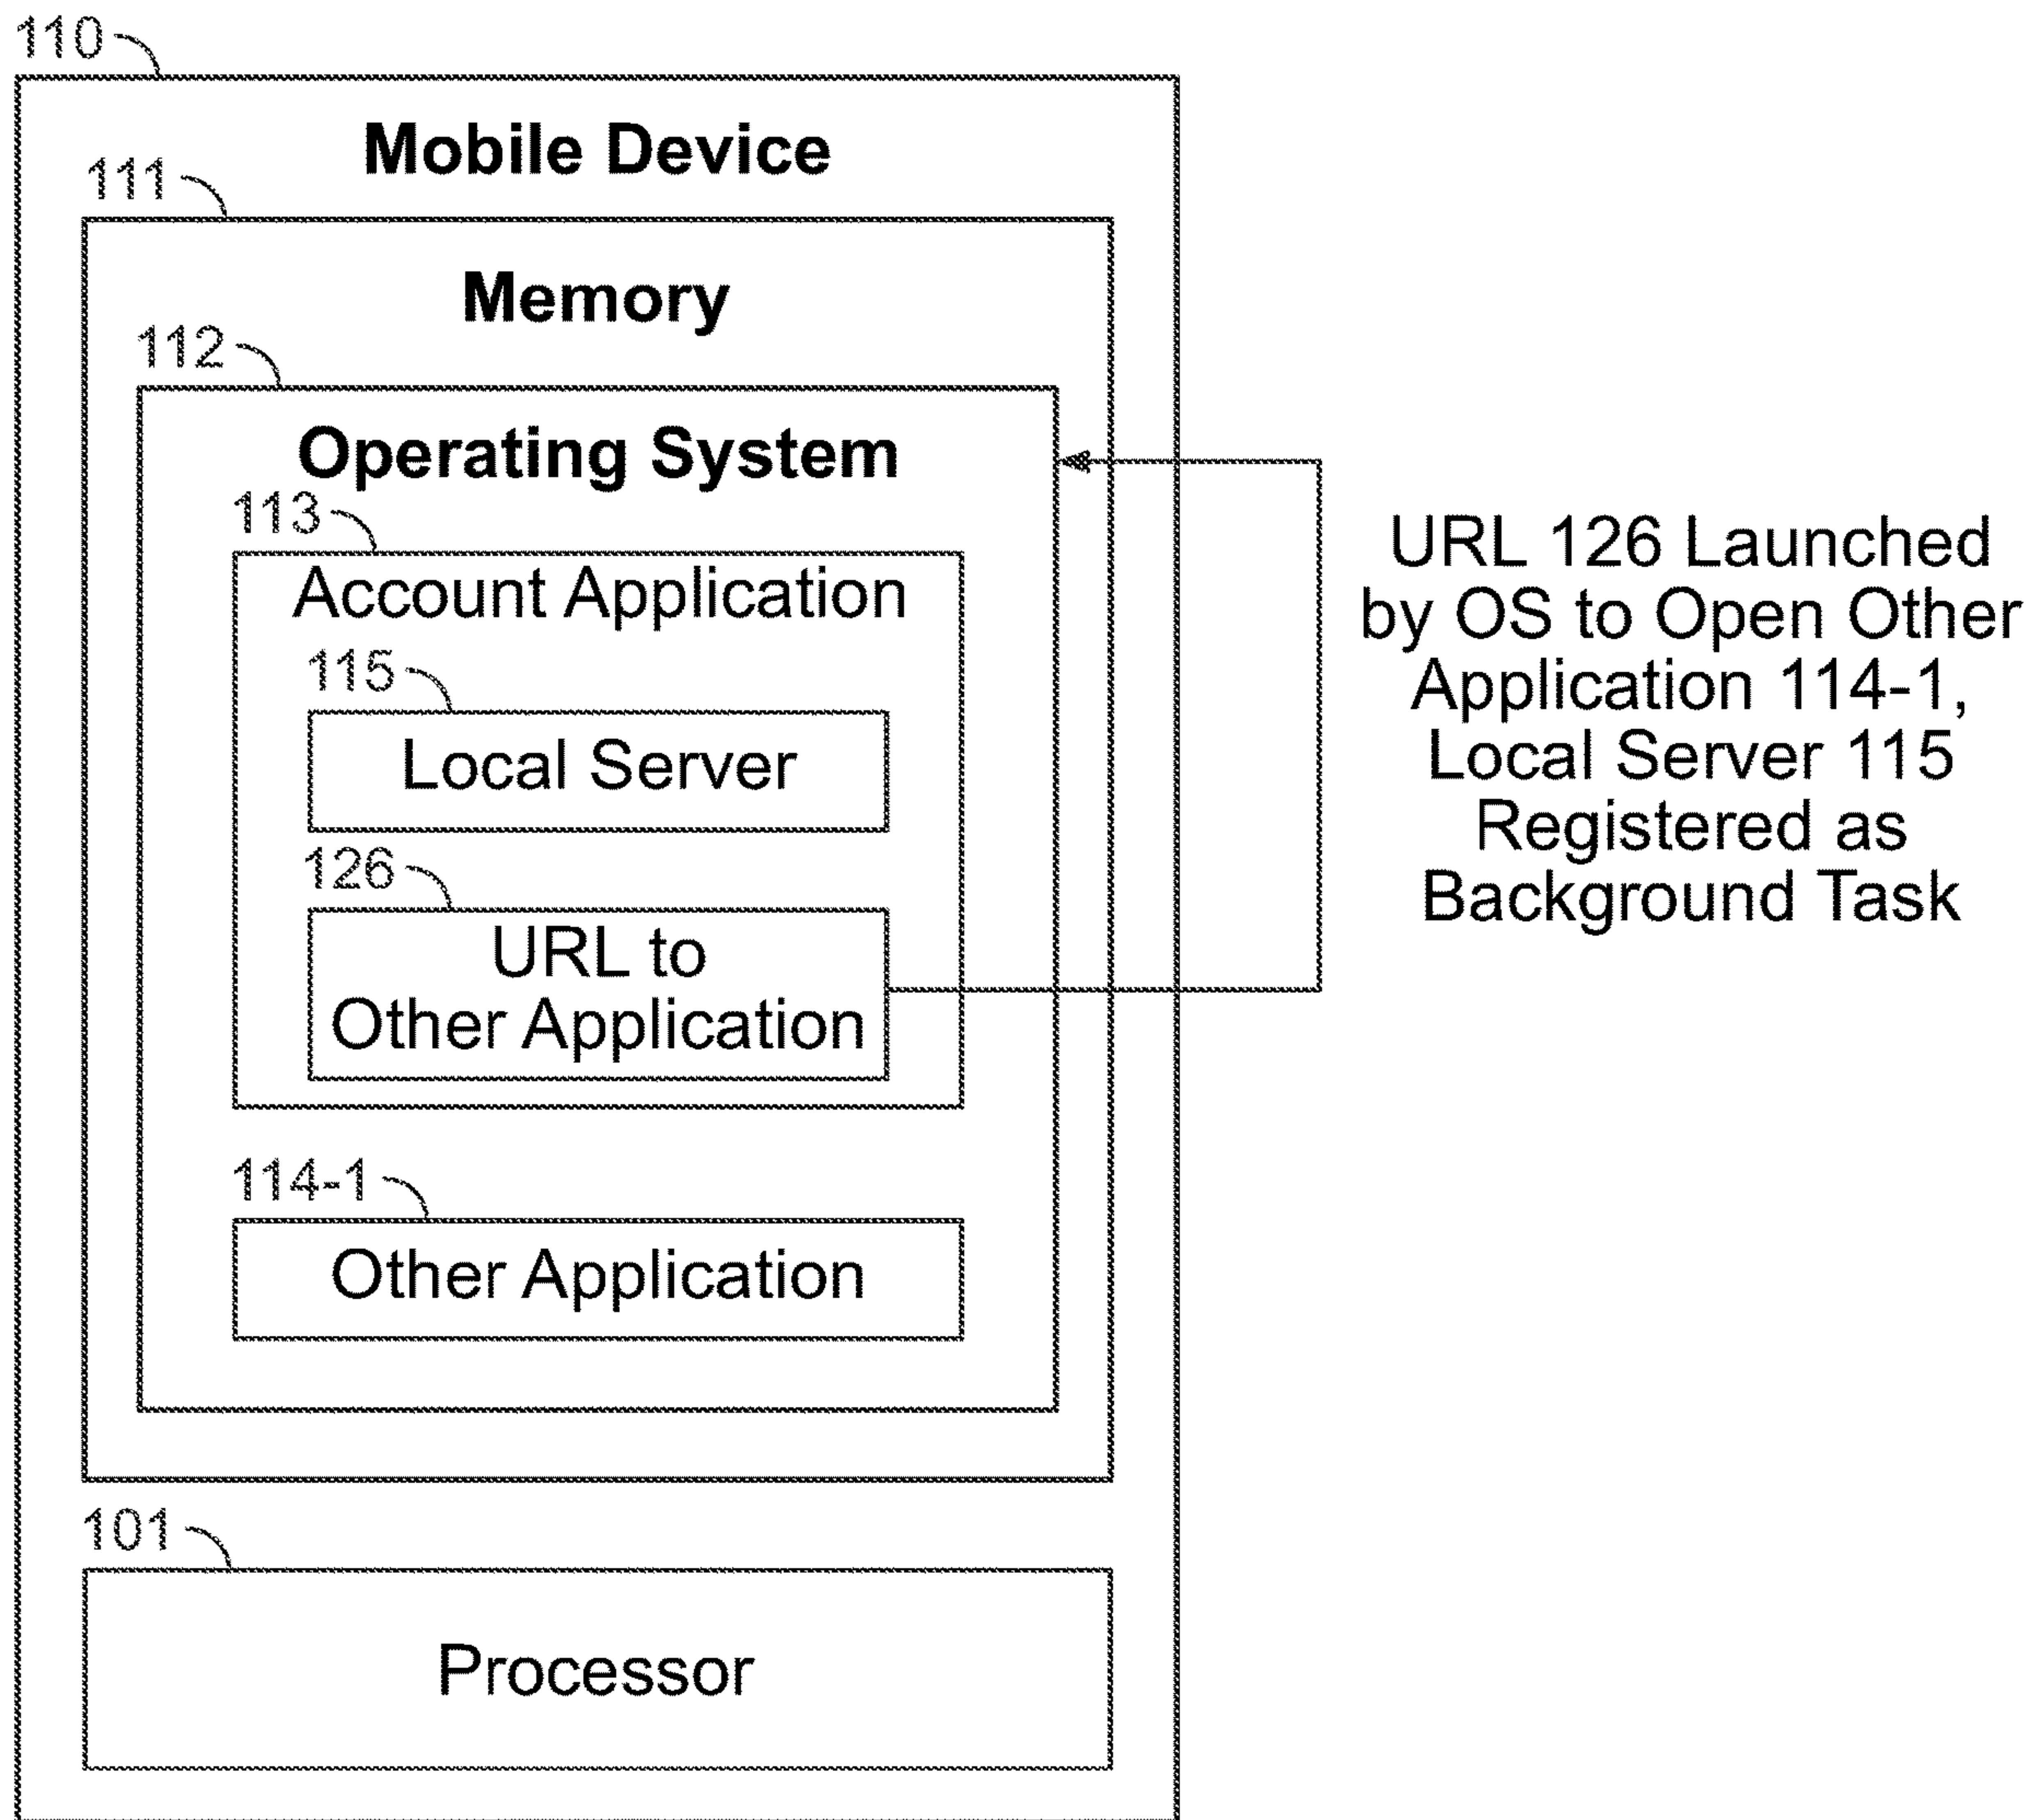 110
Mobile Device
111
Memory
112
Operating System
113
Account Application
115
Local Server
126
URL to
Other Application
114-1
Other Application
101
Processor
URL 126 Launched
by OS to Open Other
Application 114-1,
Local Server 115
Registered as
Background Task